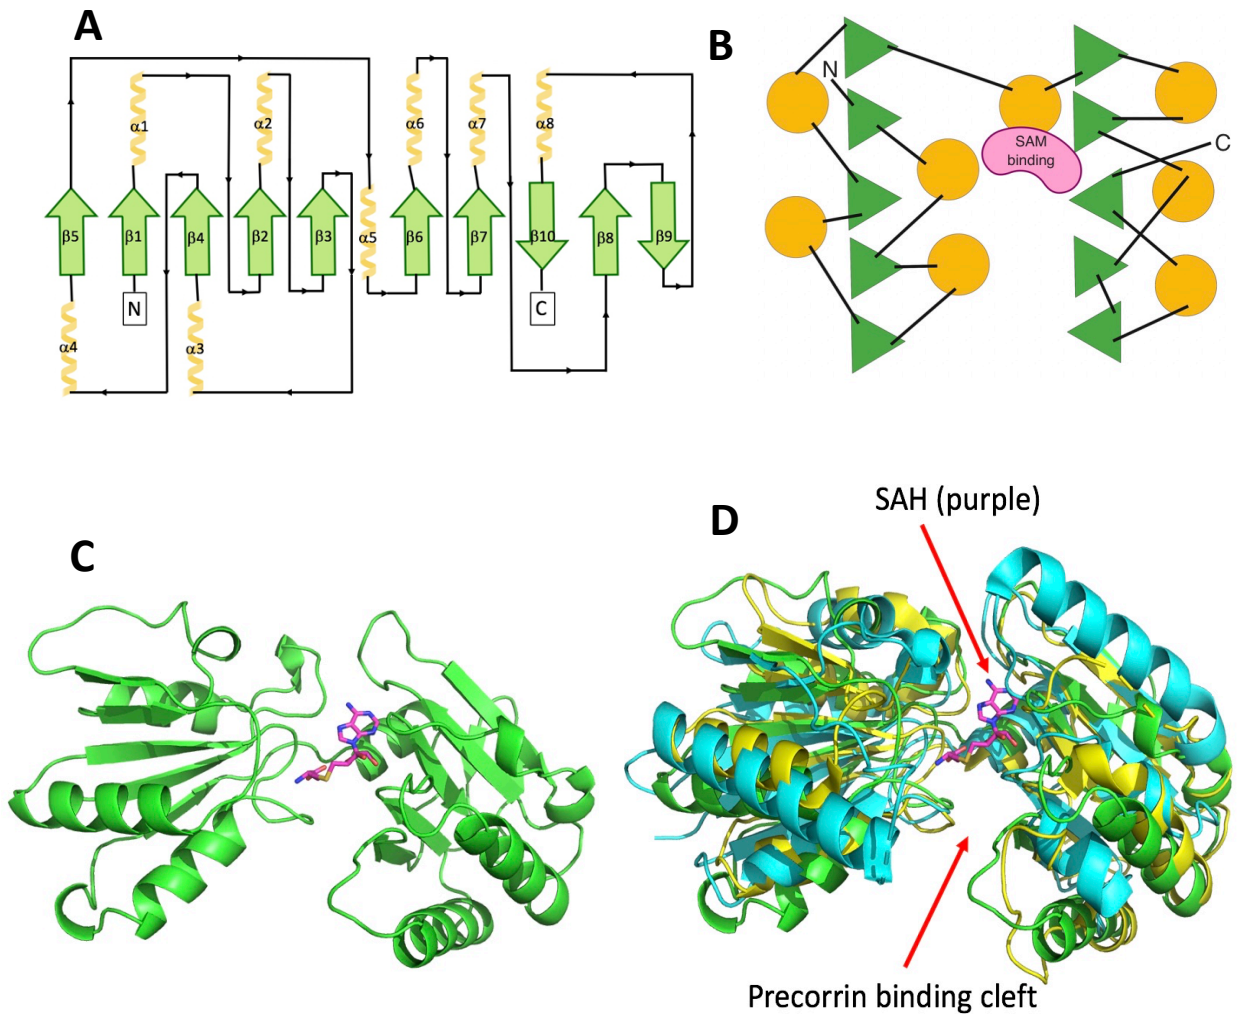 A
B
α1
α2
α6
α7
α8
N
SAM
binding
C
β5
β1
β4
β2
β3
α5
β6
β7
β10
β8
β9
N
C
α4
α3
SAH (purple)
D
C
Precorrin binding cleft